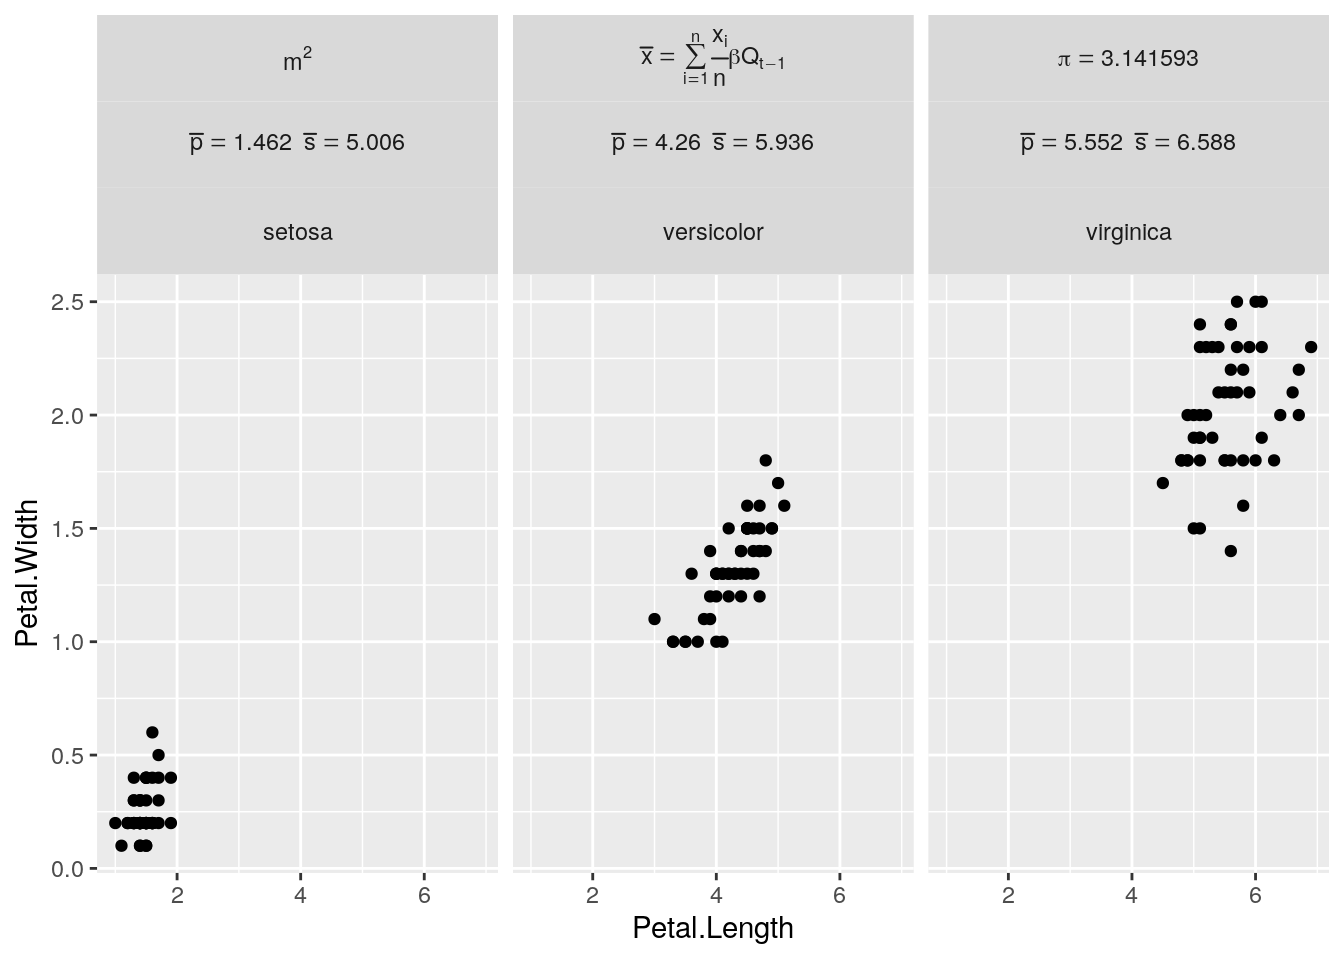 m²
x̅ = ∑ᵢ₌₁ⁿ xᵢ/n βQₜ₋₁
π = 3.141593
p̅ = 1.462 s̅ = 5.006
p̅ = 4.26 s̅ = 5.936
p̅ = 5.552 s̅ = 6.588
setosa
versicolor
virginica
2.5
2.0
1.5
1.0
0.5
0.0
Petal.Width
2 4 6
2 4 6
2 4 6
Petal.Length